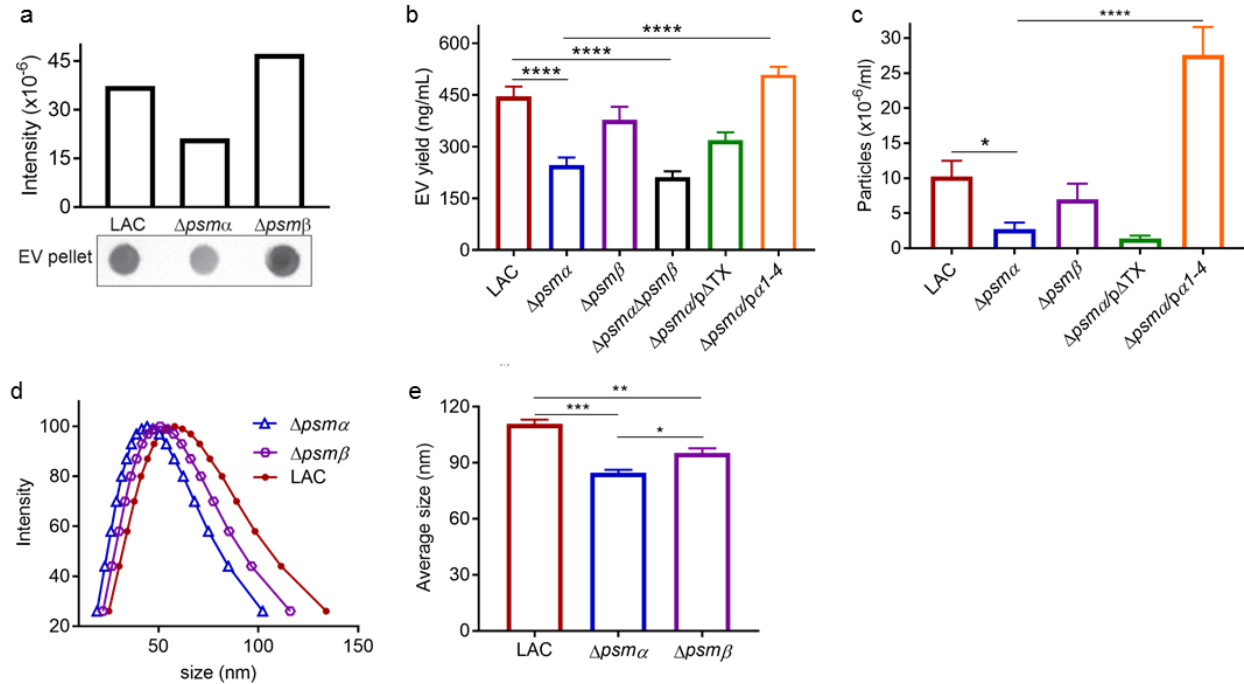 a
Intensity (x10⁻⁶)
45
30
15
0
LAC Δpsmα Δpsmβ
EV pellet
b
EV yield (ng/mL)
600
450
300
150
0
****
****
****
LAC
Δpsmα
Δpsmβ
ΔpsmαΔpsmβ
Δpsmα/pΔTX
Δpsmα/pα1-4
c
Particles (x10⁻⁶/ml)
30
25
20
15
10
5
0
****
*
LAC
Δpsmα
Δpsmβ
Δpsmα/pΔTX
Δpsmα/pα1-4
d
Intensity
100
80
60
40
20
50 100 150
size (nm)
Δpsmα
Δpsmβ
LAC
e
Average size (nm)
120
90
60
30
0
**
***
*
LAC Δpsmα Δpsmβ